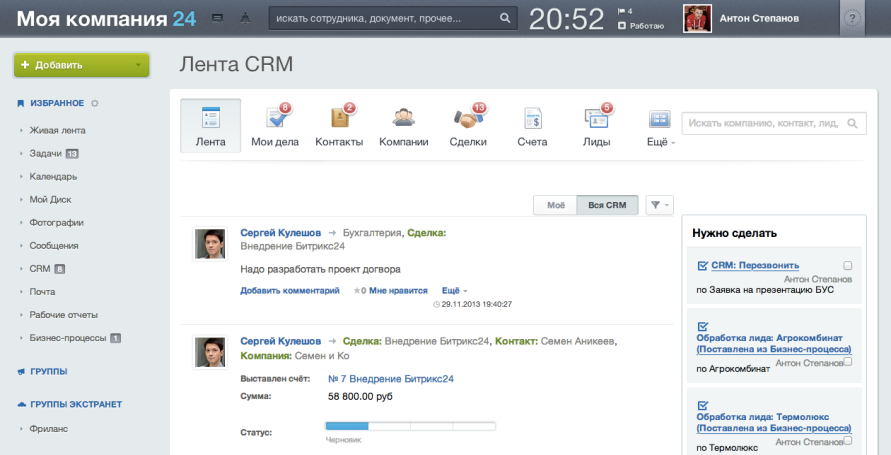 Моя компания 24
искать сотрудника, документ, прочее...
20:52
4
Работаю
Антон Степанов
?
+ Добавить
Лента CRM
ИЗБРАННОЕ
Живая лента
Задачи 13
Календарь
Мой Диск
Фотографии
Сообщения
CRM 8
Почта
Рабочие отчеты
Бизнес-процессы 1
ГРУППЫ
ГРУППЫ ЭКСТРАНЕТ
Фриланс
8 2 13 5
Лента Мои дела Контакты Компании Сделки Счета Лиды Ещё
Искать компанию, контакт, лид,
Моё Вся CRM
Сергей Кулешов → Бухгалтерия, Сделка:
Внедрение Битрикс24
Надо разработать проект договра
Добавить комментарий ★0 Мне нравится Ещё
29.11.2013 19:40:27
Сергей Кулешов → Сделка: Внедрение Битрикс24, Контакт: Семен Аникеев,
Компания: Семен и Ко
Выставлен счёт: № 7 Внедрение Битрикс24
Сумма: 58 800.00 руб
Статус:
Черновик
Нужно сделать
CRM: Перезвонить
Антон Степанов
по Заявка на презентацию БУС
Обработка лида: Агрокомбинат
(Поставлена из Бизнес-процесса)
Антон Степанов
по Агрокомбинат
Обработка лида: Термолюкс
(Поставлена из Бизнес-процесса)
Антон Степанов
по Термолюкс